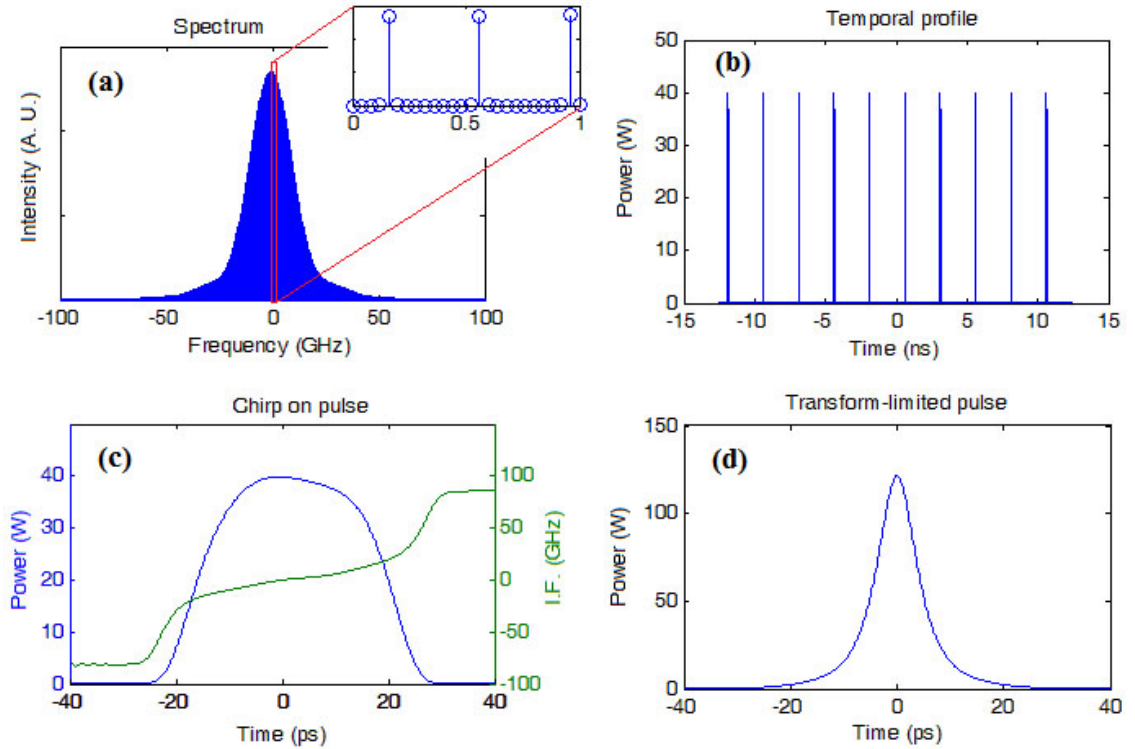 Spectrum
(a)
Intensity (A. U.)
-100 -50 0 50 100
Frequency (GHz)
0 0.5 1
Temporal profile
(b)
Power (W)
50
40
30
20
10
0
-15 -10 -5 0 5 10 15
Time (ns)
Chirp on pulse
(c)
Power (W)
40
30
20
10
0
100
50
0
-50
-100
I.F. (GHz)
-40 -20 0 20 40
Time (ps)
Transform-limited pulse
(d)
Power (W)
150
100
50
0
-40 -20 0 20 40
Time (ps)